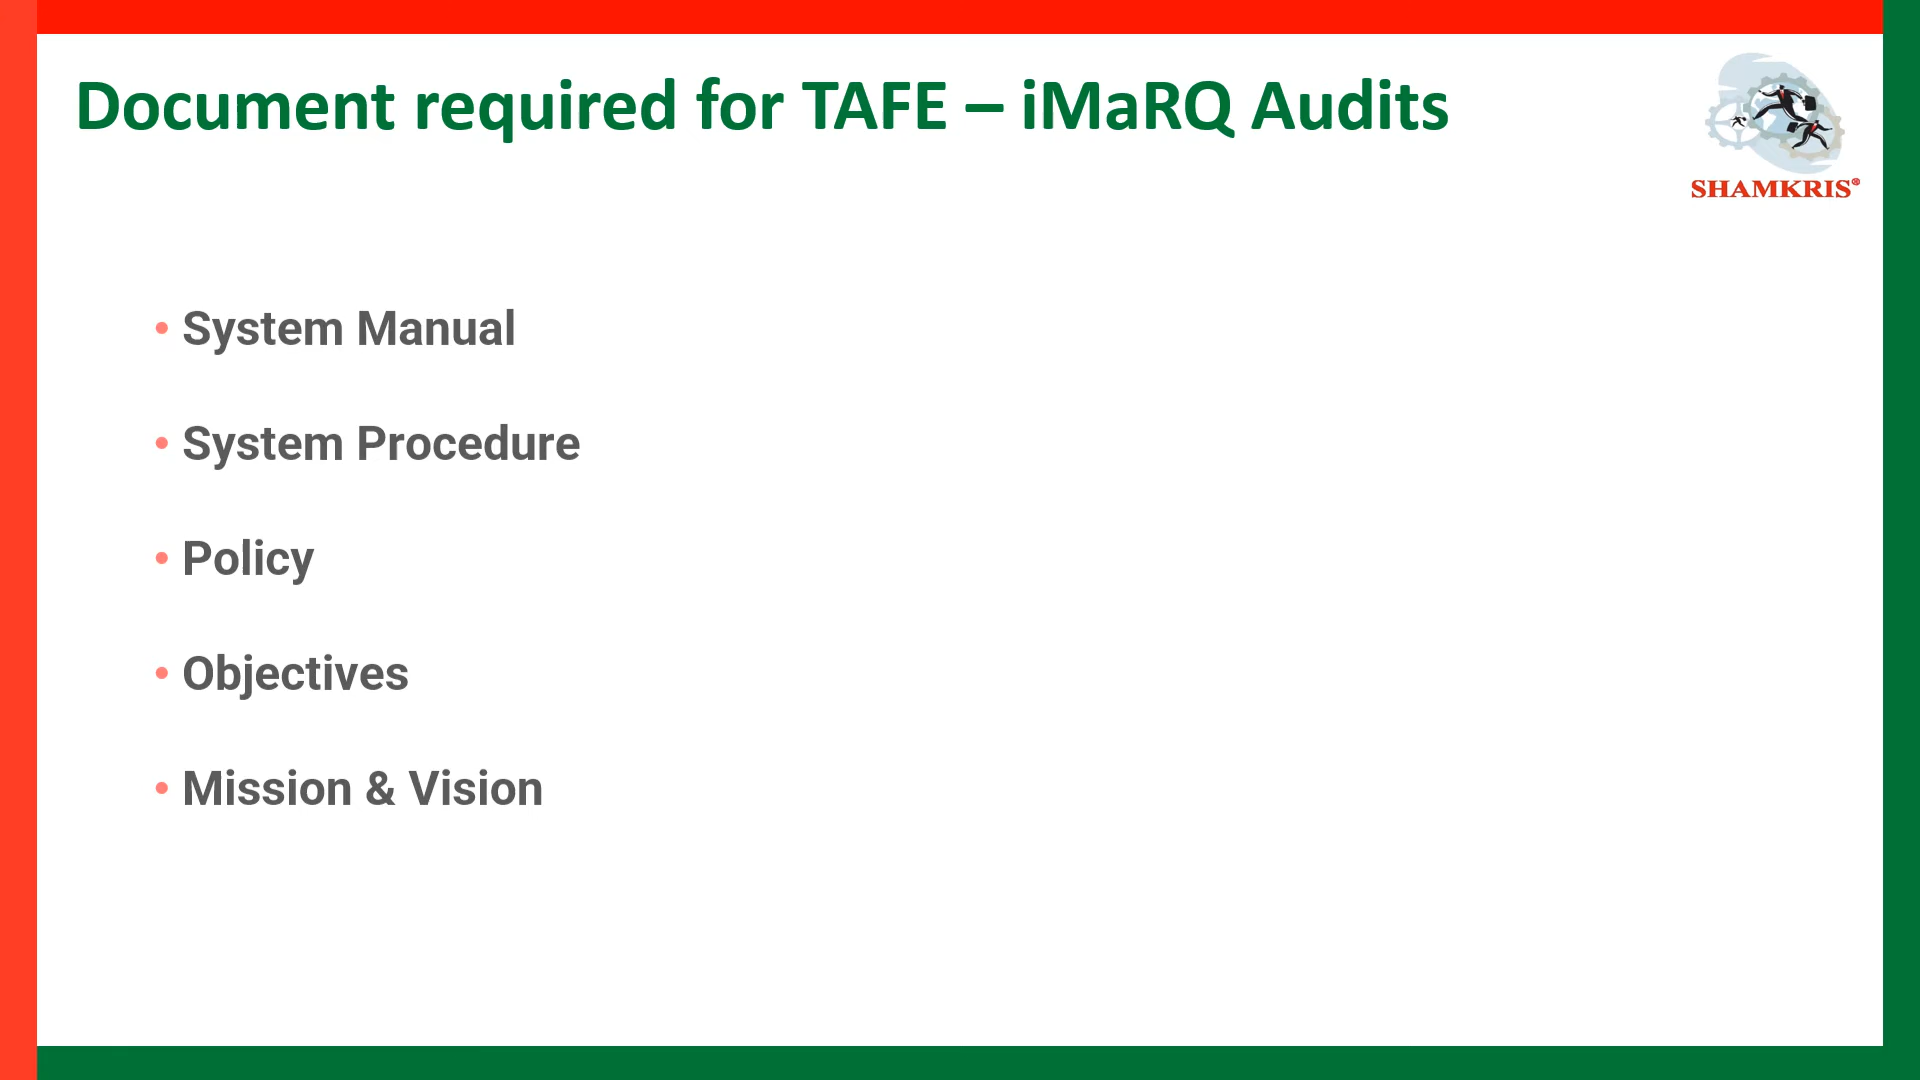 Document required for TAFE – iMaRQ Audits
SHAMKRIS®
• System Manual
• System Procedure
• Policy
• Objectives
• Mission & Vision